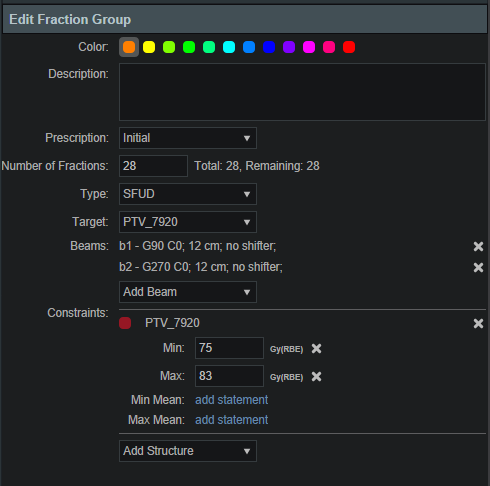 Edit Fraction Group
Color:
Description:
Prescription: Initial
Number of Fractions: 28 Total: 28, Remaining: 28
Type: SFUD
Target: PTV_7920
Beams: b1 - G90 C0; 12 cm; no shifter;
b2 - G270 C0; 12 cm; no shifter;
Add Beam
Constraints:
PTV_7920
Min: 75 Gy(RBE)
Max: 83 Gy(RBE)
Min Mean: add statement
Max Mean: add statement
Add Structure